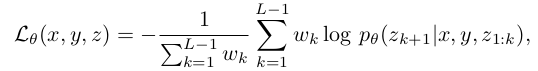 $$\mathcal{L}_\theta(x, y, z) = -\frac{1}{\sum_{k=1}^{L-1} w_k} \sum_{k=1}^{L-1} w_k \log\, p_\theta(z_{k+1}|x, y, z_{1:k}),$$